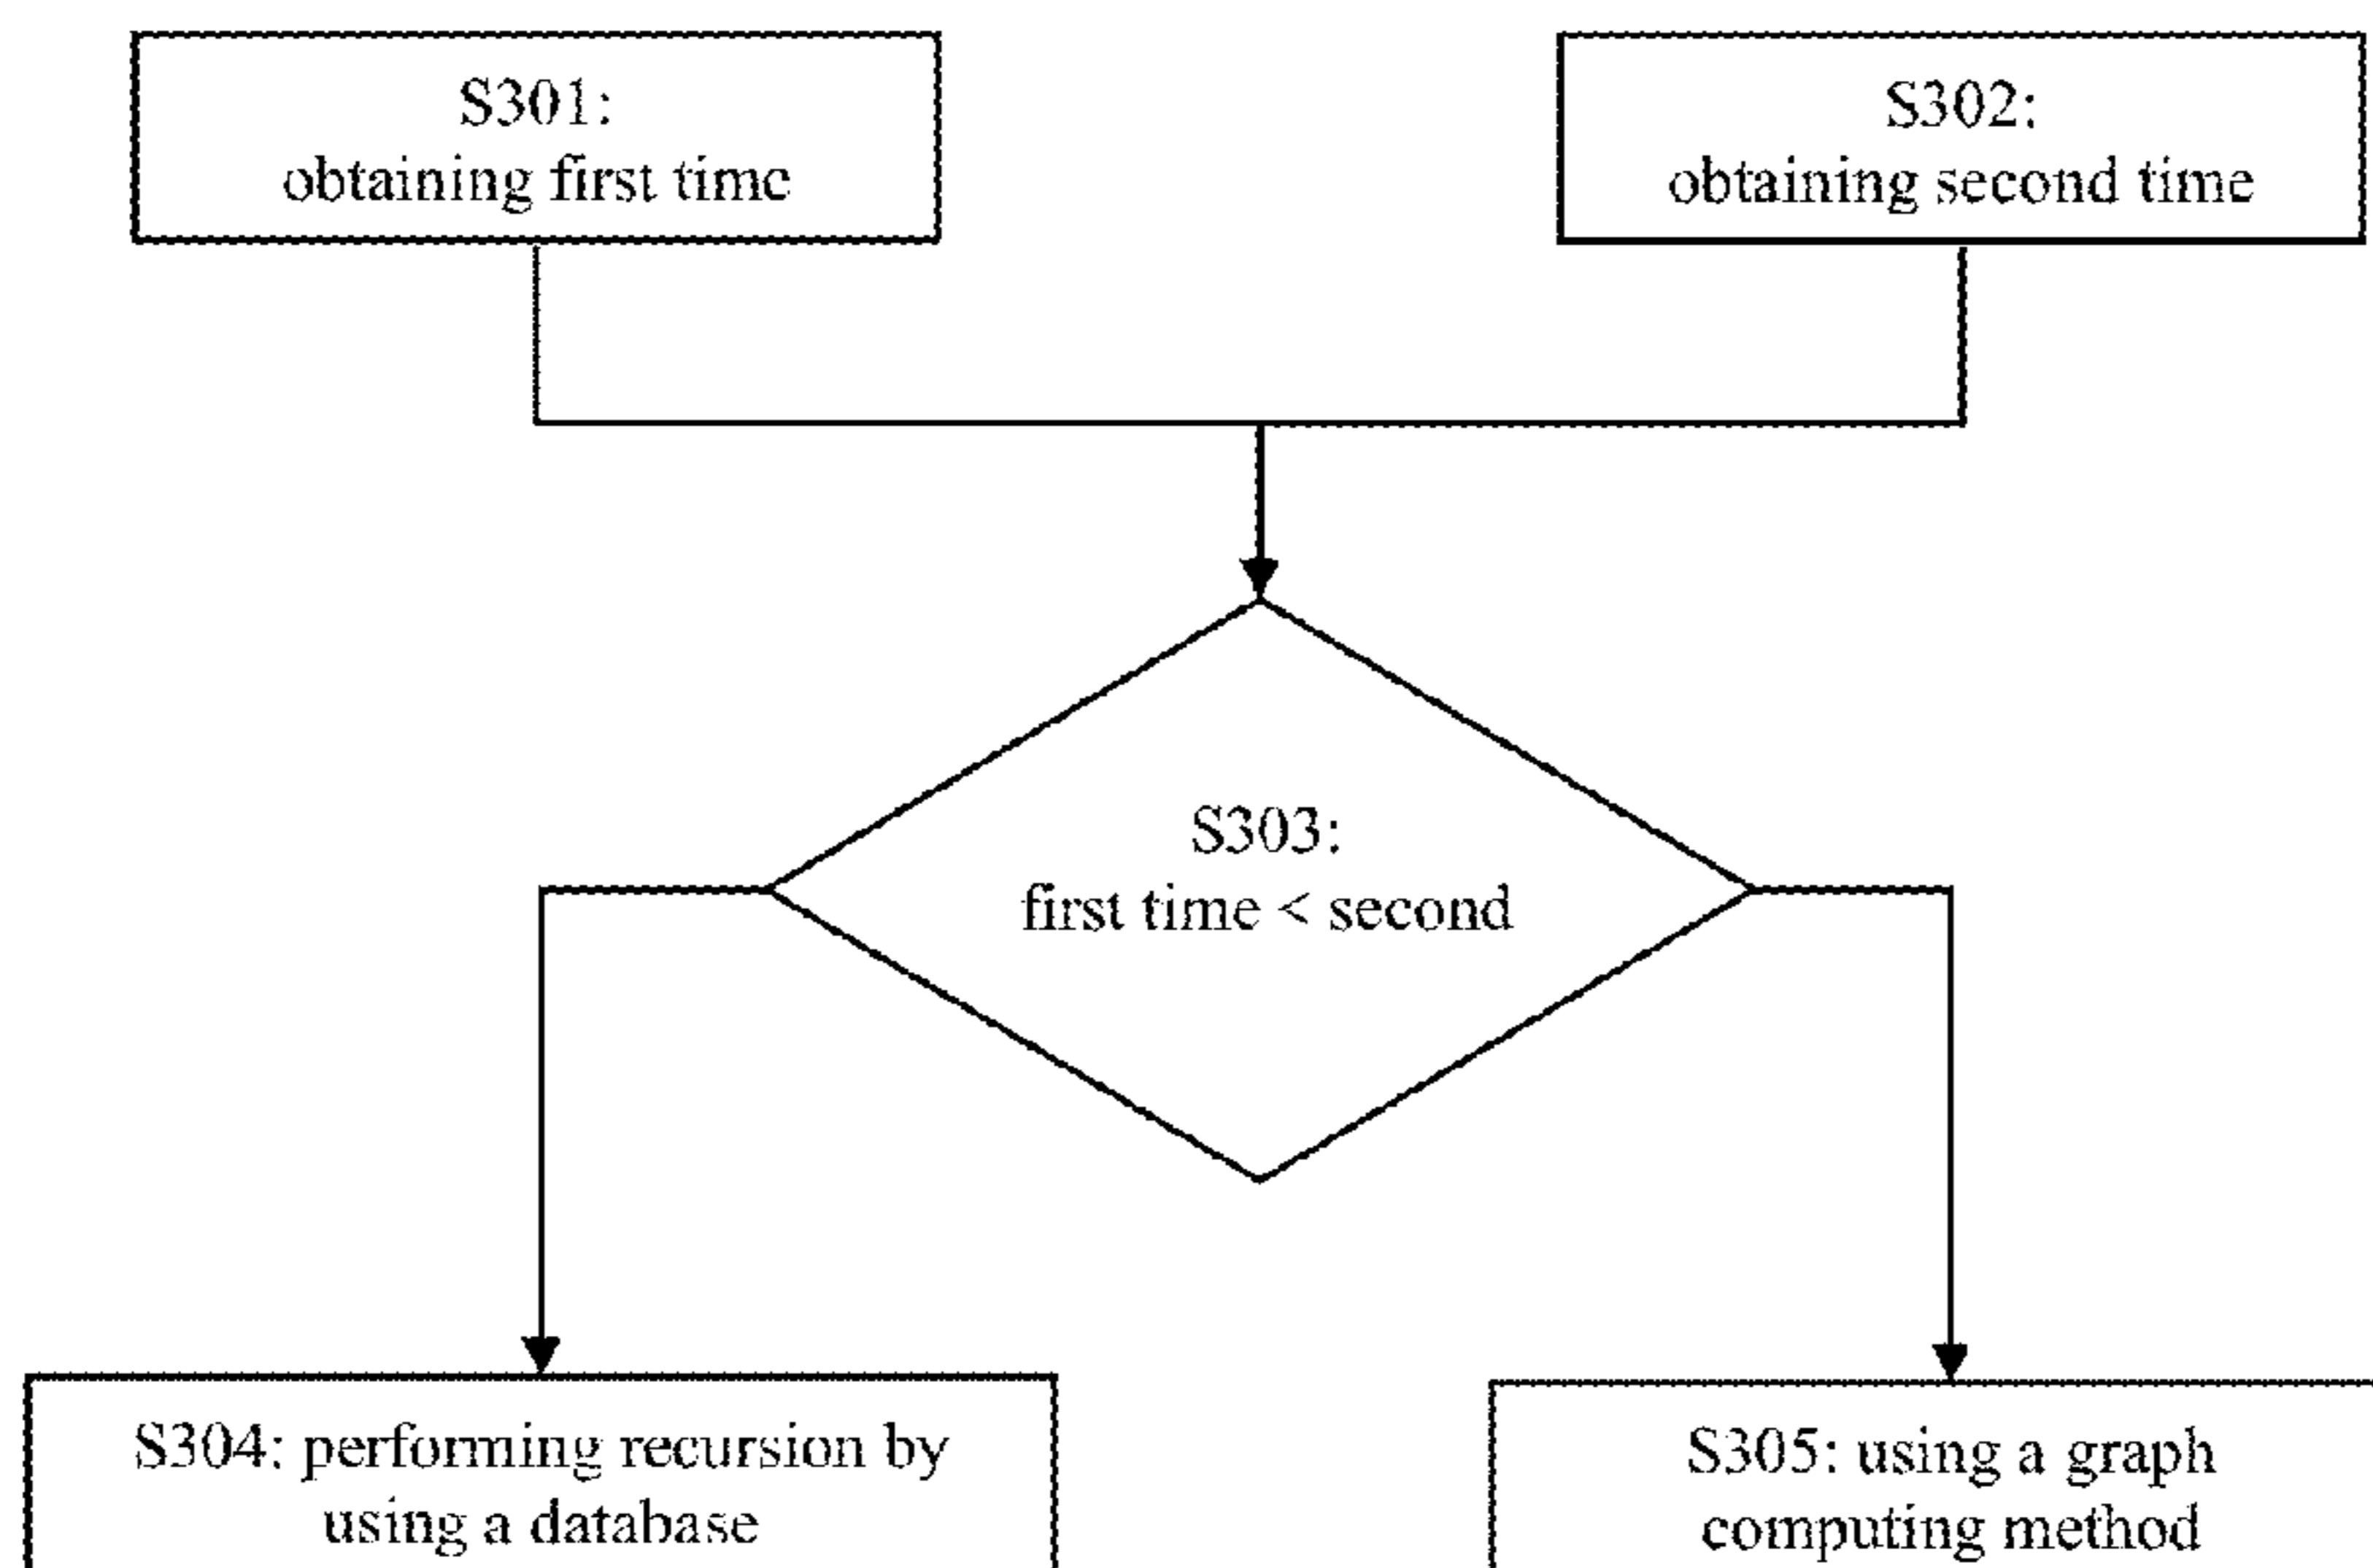 S301:
obtaining first time
S302:
obtaining second time
S303:
first time < second
S304: performing recursion by
using a database
S305: using a graph
computing method